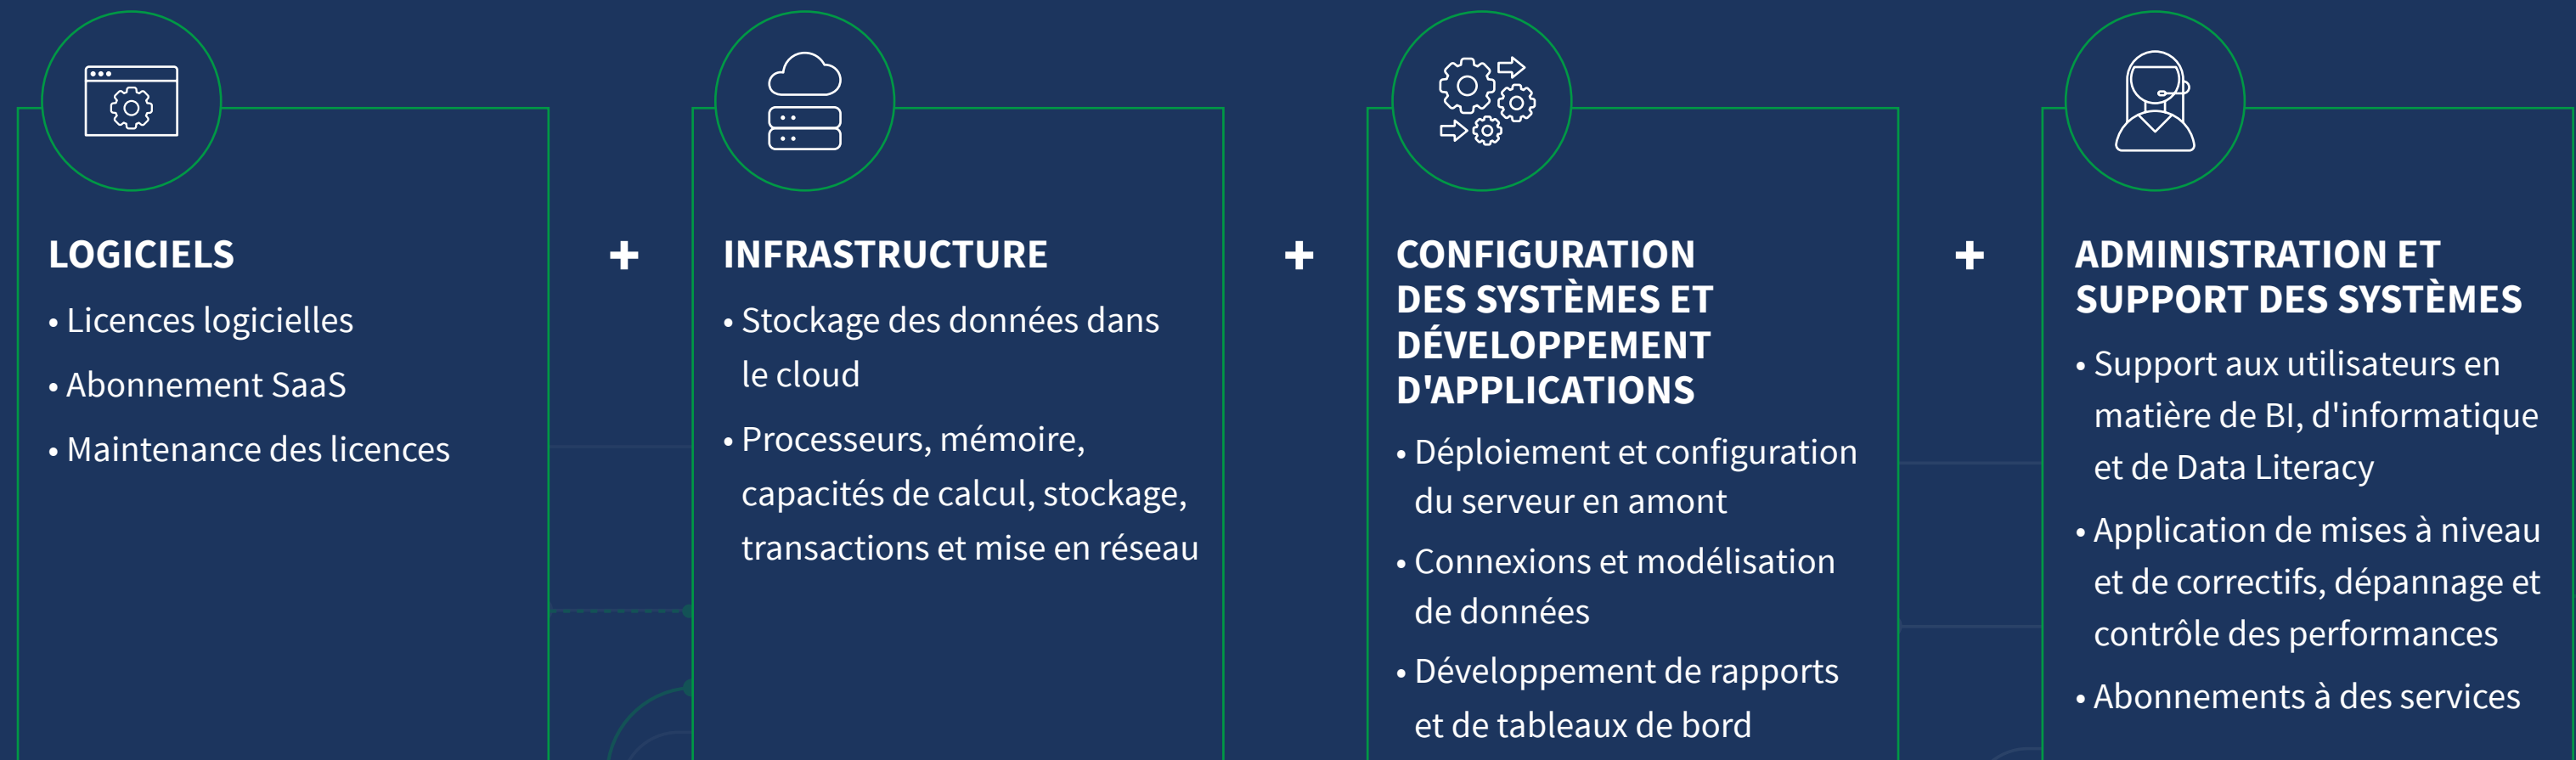 LOGICIELS
• Licences logicielles
• Abonnement SaaS
• Maintenance des licences
+
INFRASTRUCTURE
• Stockage des données dans
le cloud
• Processeurs, mémoire,
capacités de calcul, stockage,
transactions et mise en réseau
+
CONFIGURATION
DES SYSTÈMES ET
DÉVELOPPEMENT
D'APPLICATIONS
• Déploiement et configuration
du serveur en amont
• Connexions et modélisation
de données
• Développement de rapports
et de tableaux de bord
+
ADMINISTRATION ET
SUPPORT DES SYSTÈMES
• Support aux utilisateurs en
matière de BI, d'informatique
et de Data Literacy
• Application de mises à niveau
et de correctifs, dépannage et
contrôle des performances
• Abonnements à des services